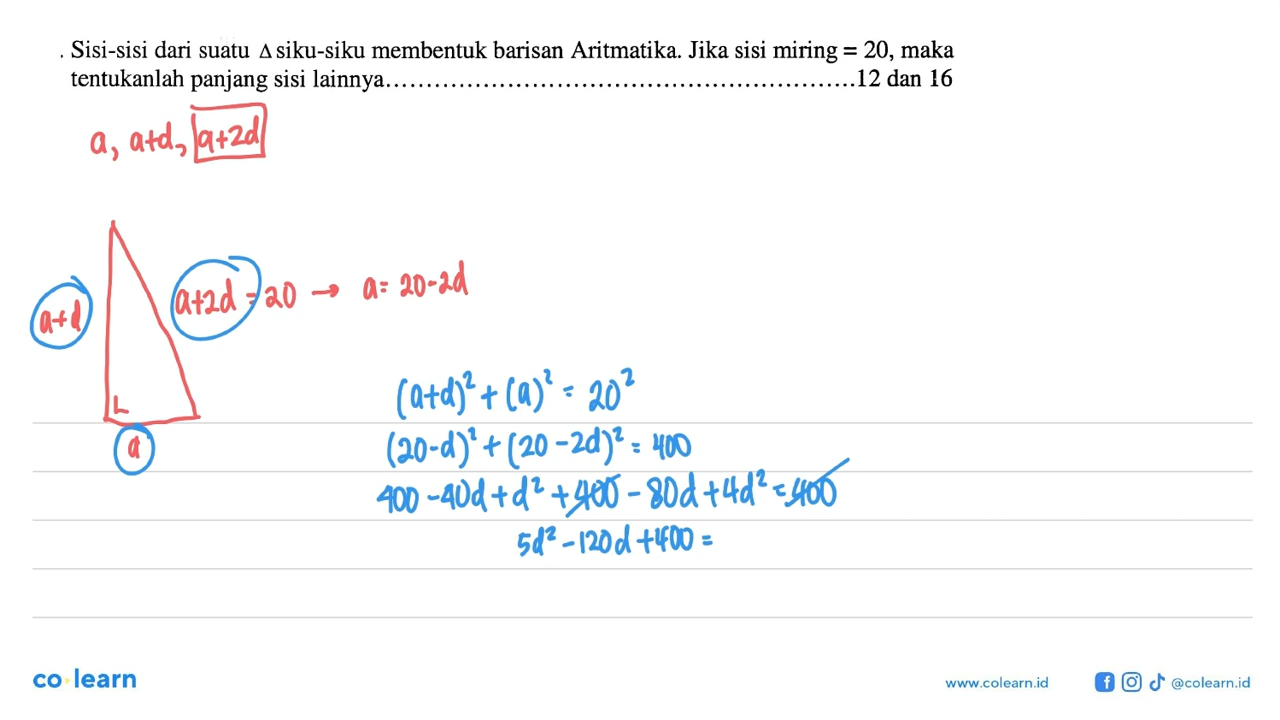 . Sisi-sisi dari suatu Δ siku-siku membentuk barisan Aritmatika. Jika sisi miring = 20, maka
tentukanlah panjang sisi lainnya..........................................................12 dan 16
a, a+d, a+2d
a+d
a+2d = 20 → a = 20-2d
a
(a+d)² + (a)² = 20²
(20-d)² + (20-2d)² = 400
400 - 40d + d² + 400 - 80d + 4d² = 400
5d² - 120d + 400 =
co learn
www.colearn.id
@colearn.id